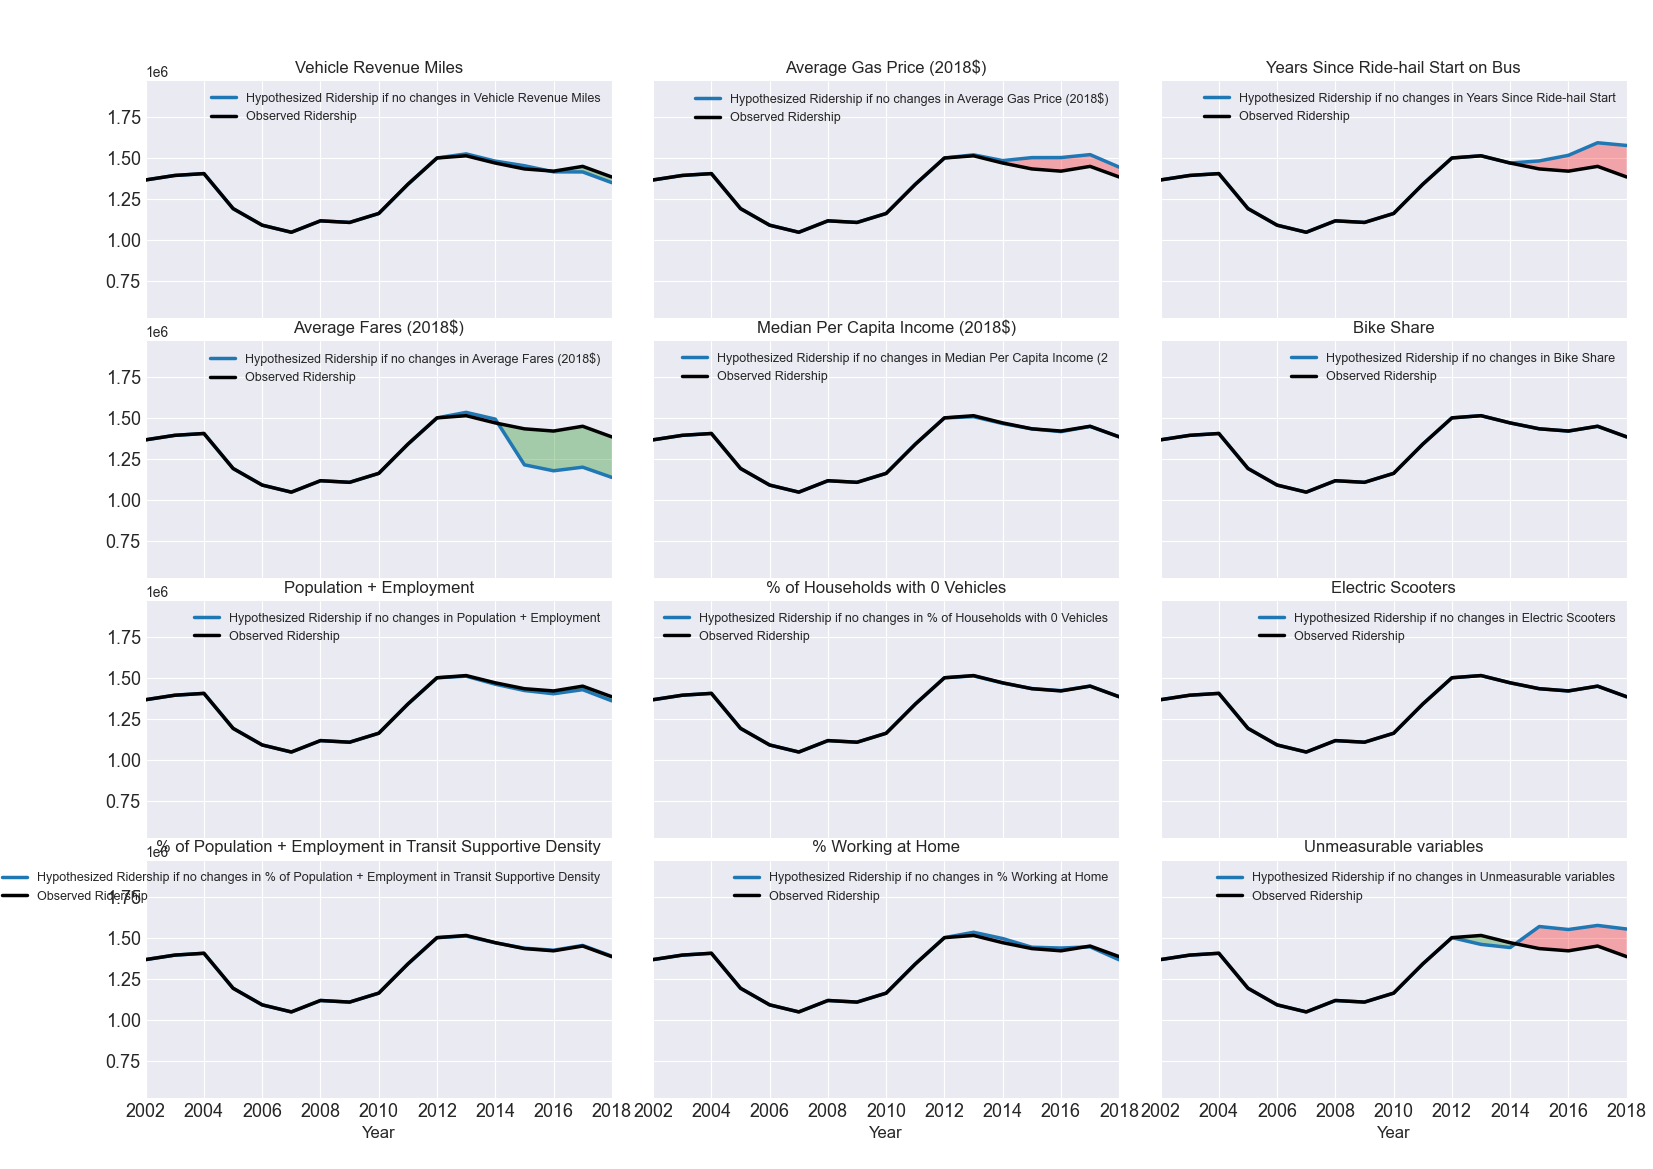 Vehicle Revenue Miles
1e6
Hypothesized Ridership if no changes in Vehicle Revenue Miles
Observed Ridership
1.75
1.50
1.25
1.00
0.75
Average Gas Price (2018$)
Hypothesized Ridership if no changes in Average Gas Price (2018$)
Observed Ridership
Years Since Ride-hail Start on Bus
Hypothesized Ridership if no changes in Years Since Ride-hail Start
Observed Ridership
Average Fares (2018$)
1e6
Hypothesized Ridership if no changes in Average Fares (2018$)
Observed Ridership
1.75
1.50
1.25
1.00
0.75
Median Per Capita Income (2018$)
Hypothesized Ridership if no changes in Median Per Capita Income (2
Observed Ridership
Bike Share
Hypothesized Ridership if no changes in Bike Share
Observed Ridership
Population + Employment
1e6
Hypothesized Ridership if no changes in Population + Employment
Observed Ridership
1.75
1.50
1.25
1.00
0.75
% of Households with 0 Vehicles
Hypothesized Ridership if no changes in % of Households with 0 Vehicles
Observed Ridership
Electric Scooters
Hypothesized Ridership if no changes in Electric Scooters
Observed Ridership
% of Population + Employment in Transit Supportive Density
1e6
Hypothesized Ridership if no changes in % of Population + Employment in Transit Supportive Density
Observed Ridership
1.75
1.50
1.25
1.00
0.75
2002 2004 2006 2008 2010 2012 2014 2016 2018
Year
% Working at Home
Hypothesized Ridership if no changes in % Working at Home
Observed Ridership
2002 2004 2006 2008 2010 2012 2014 2016 2018
Year
Unmeasurable variables
Hypothesized Ridership if no changes in Unmeasurable variables
Observed Ridership
2002 2004 2006 2008 2010 2012 2014 2016 2018
Year